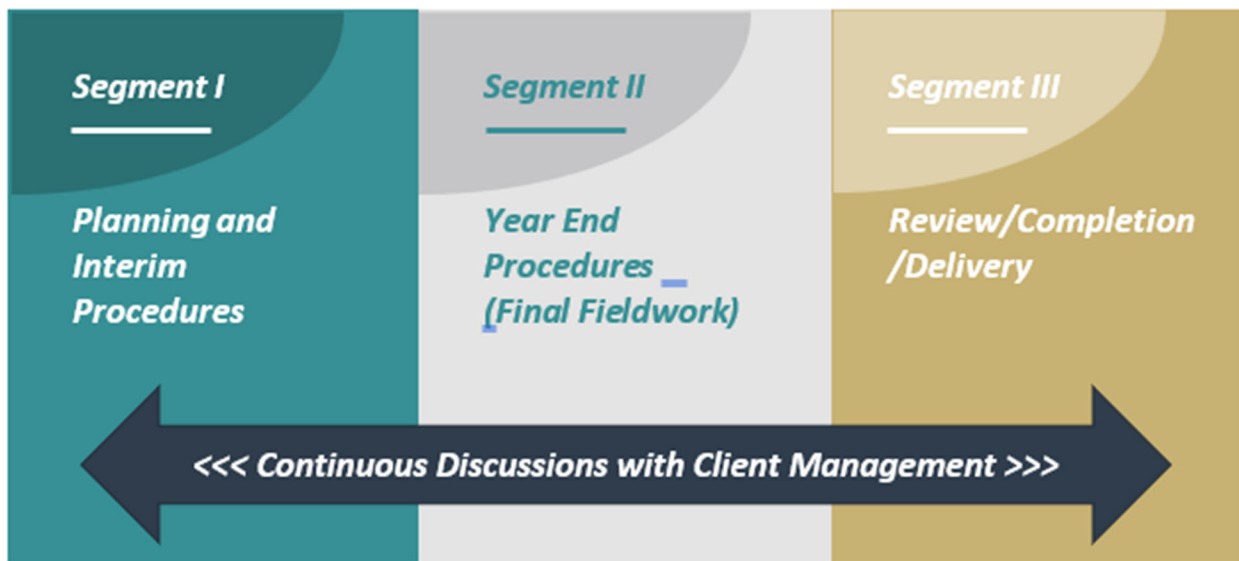 Segment I
Planning and
Interim
Procedures
Segment II
Year End
Procedures
(Final Fieldwork)
Segment III
Review/Completion
/Delivery
<<< Continuous Discussions with Client Management >>>